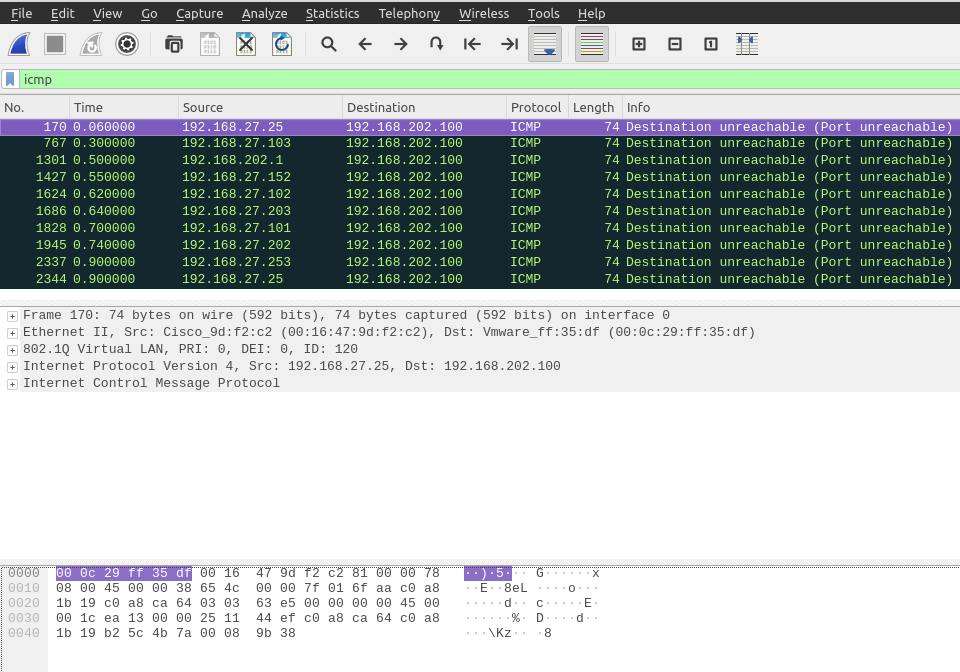 File Edit View Go Capture Analyze Statistics Telephony Wireless Tools Help
icmp
No. Time Source Destination Protocol Length Info
170 0.060000 192.168.27.25 192.168.202.100 ICMP 74 Destination unreachable (Port unreachable)
767 0.300000 192.168.27.103 192.168.202.100 ICMP 74 Destination unreachable (Port unreachable)
1301 0.500000 192.168.202.1 192.168.202.100 ICMP 74 Destination unreachable (Port unreachable)
1427 0.550000 192.168.27.152 192.168.202.100 ICMP 74 Destination unreachable (Port unreachable)
1624 0.620000 192.168.27.102 192.168.202.100 ICMP 74 Destination unreachable (Port unreachable)
1686 0.640000 192.168.27.203 192.168.202.100 ICMP 74 Destination unreachable (Port unreachable)
1828 0.700000 192.168.27.101 192.168.202.100 ICMP 74 Destination unreachable (Port unreachable)
1945 0.740000 192.168.27.202 192.168.202.100 ICMP 74 Destination unreachable (Port unreachable)
2337 0.900000 192.168.27.253 192.168.202.100 ICMP 74 Destination unreachable (Port unreachable)
2344 0.900000 192.168.27.25 192.168.202.100 ICMP 74 Destination unreachable (Port unreachable)
Frame 170: 74 bytes on wire (592 bits), 74 bytes captured (592 bits) on interface 0
Ethernet II, Src: Cisco_9d:f2:c2 (00:16:47:9d:f2:c2), Dst: Vmware_ff:35:df (00:0c:29:ff:35:df)
802.1Q Virtual LAN, PRI: 0, DEI: 0, ID: 120
Internet Protocol Version 4, Src: 192.168.27.25, Dst: 192.168.202.100
Internet Control Message Protocol
0000 00 0c 29 ff 35 df 00 16 47 9d f2 c2 81 00 00 78 ··)·5··· G······x
0010 08 00 45 00 00 38 65 4c 00 00 7f 01 6f aa c0 a8 ··E··8eL ····o···
0020 1b 19 c0 a8 ca 64 03 03 63 e5 00 00 00 00 45 00 ·····d·· c·····E·
0030 00 1c ea 13 00 00 25 11 44 ef c0 a8 ca 64 c0 a8 ······%· D····d··
0040 1b 19 b2 5c 4b 7a 00 08 9b 38 ···\Kz·· ·8